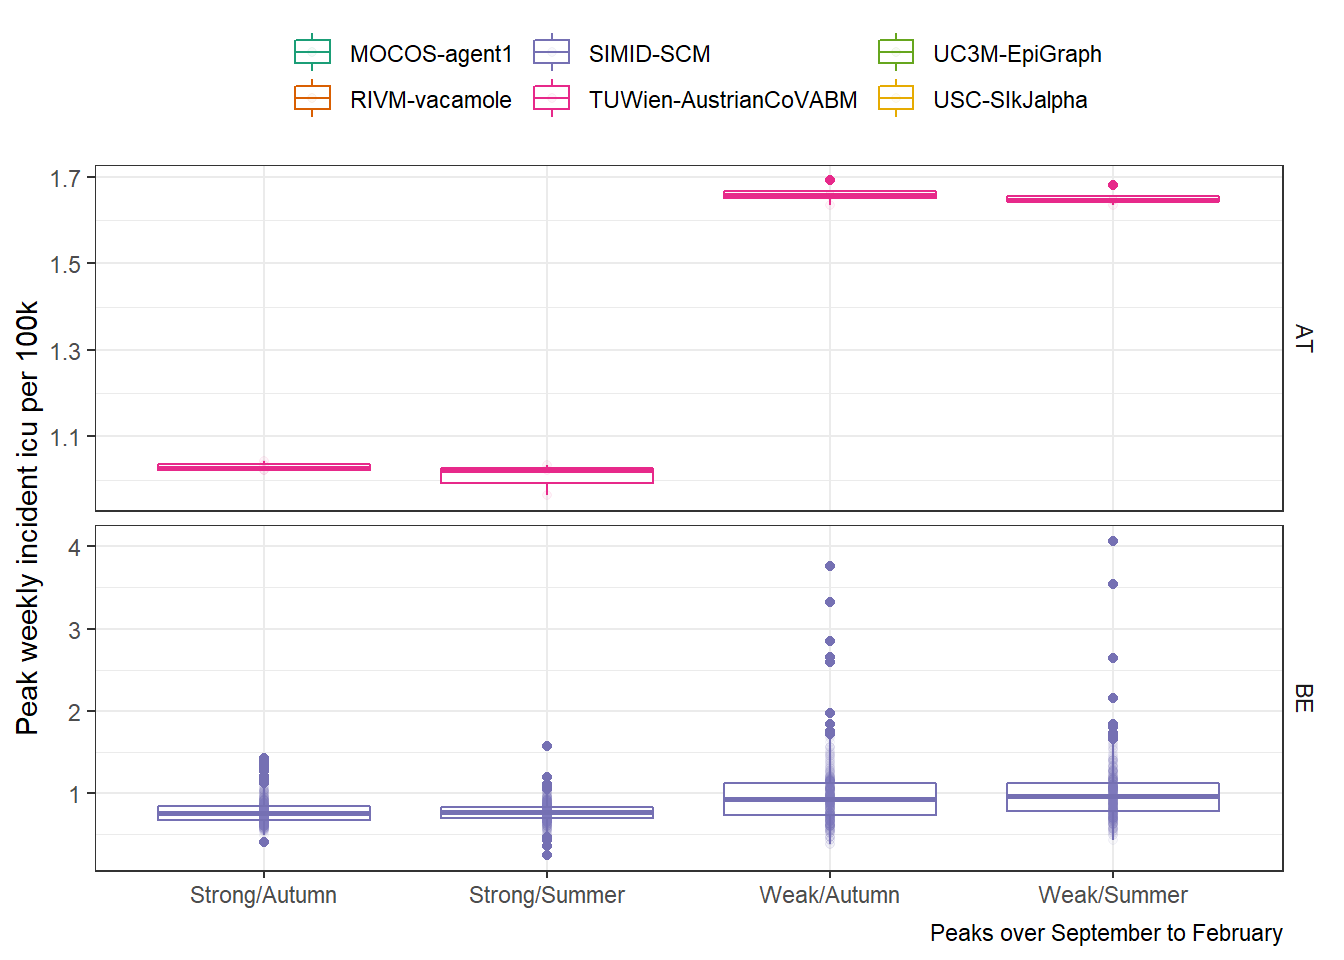 MOCOS-agent1 SIMID-SCM UC3M-EpiGraph
RIVM-vacamole TUWien-AustrianCoVABM USC-SIkJalpha
Peak weekly incident icu per 100k
1.7
1.5
1.3
1.1
AT
4
3
2
1
BE
Strong/Autumn Strong/Summer Weak/Autumn Weak/Summer
Peaks over September to February